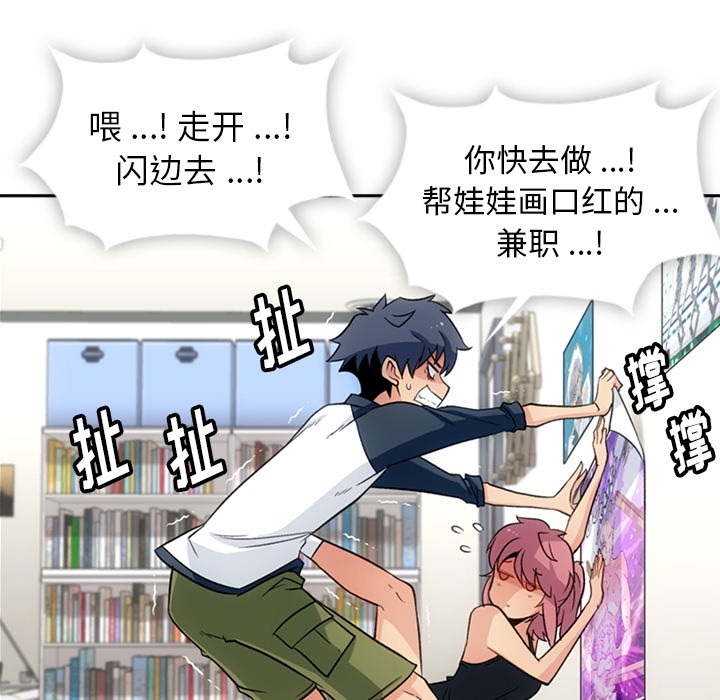 喂 ...! 走开 ...!
闪边去 ...!
你快去做 ...!
帮娃娃画口红的 ...
兼职 ...!
扯
扯
扯
撑
撑